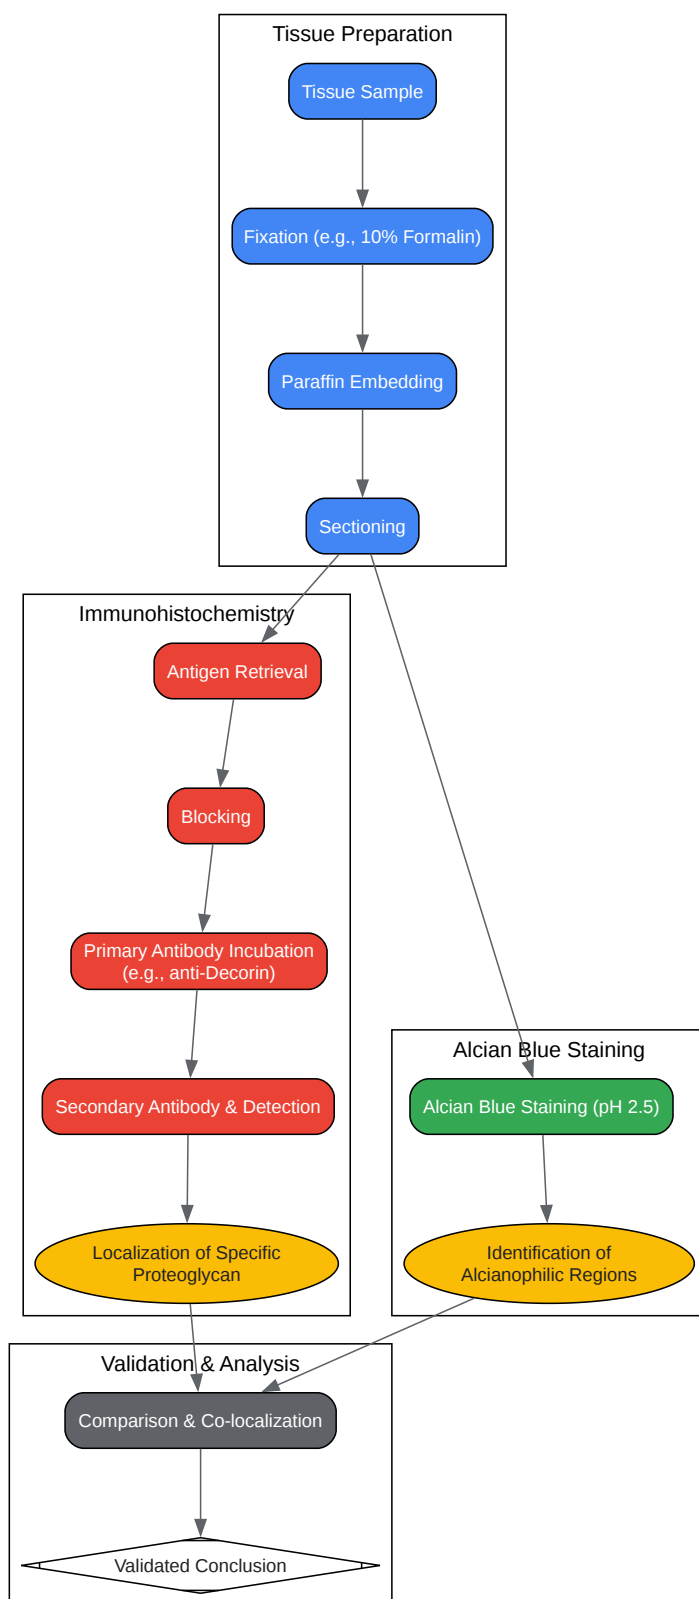 Tissue Preparation
Tissue Sample
Fixation (e.g., 10% Formalin)
Paraffin Embedding
Sectioning
Immunohistochemistry
Antigen Retrieval
Blocking
Primary Antibody Incubation
(e.g., anti-Decorin)
Secondary Antibody & Detection
Localization of Specific
Proteoglycan
Alcian Blue Staining
Alcian Blue Staining (pH 2.5)
Identification of
Alcianophilic Regions
Validation & Analysis
Comparison & Co-localization
Validated Conclusion